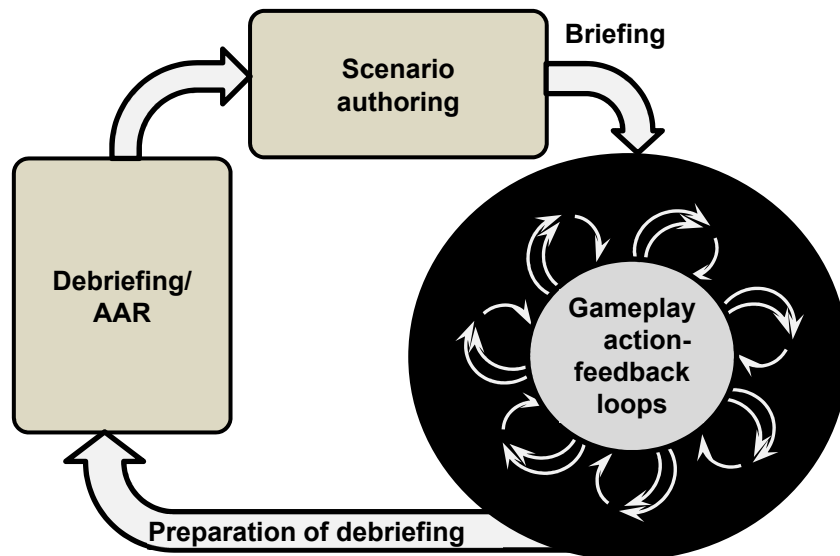 Briefing
Scenario
authoring
Debriefing/
AAR
Gameplay
action-
feedback
loops
Preparation of debriefing